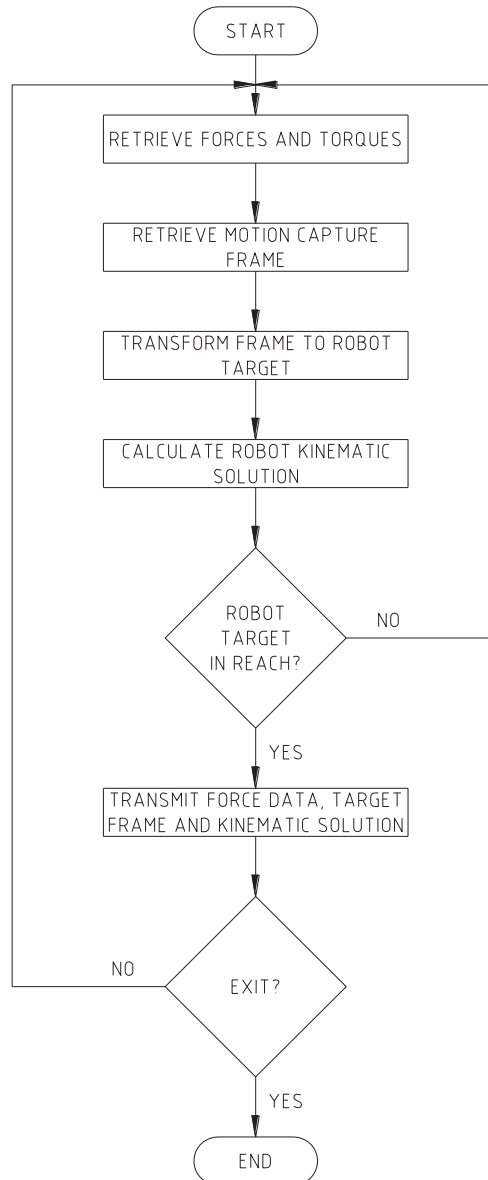 START
RETRIEVE FORCES AND TORQUES
RETRIEVE MOTION CAPTURE
FRAME
TRANSFORM FRAME TO ROBOT
TARGET
CALCULATE ROBOT KINEMATIC
SOLUTION
ROBOT
TARGET
IN REACH?
NO
YES
TRANSMIT FORCE DATA, TARGET
FRAME AND KINEMATIC SOLUTION
NO
EXIT?
YES
END